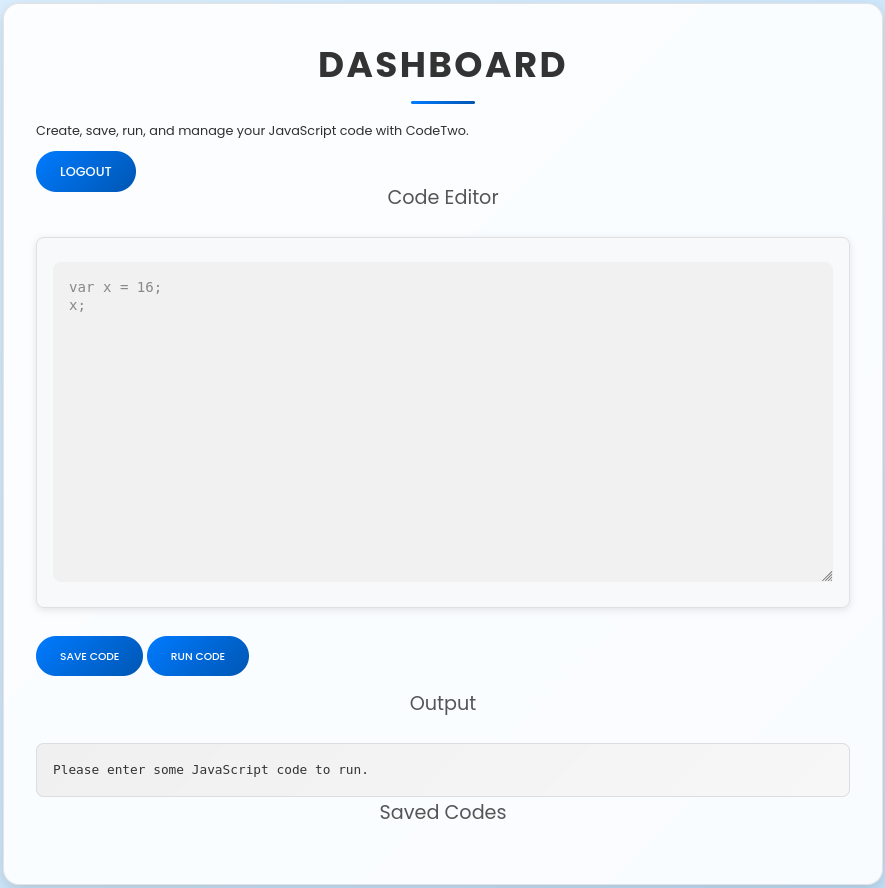 DASHBOARD
Create, save, run, and manage your JavaScript code with CodeTwo.
LOGOUT
Code Editor
var x = 16;
x;
SAVE CODE
RUN CODE
Output
Please enter some JavaScript code to run.
Saved Codes